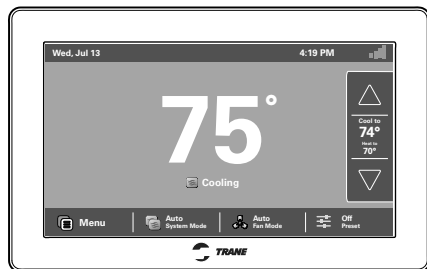 Wed, Jul 13
4:19 PM
75°
Cooling
Cool to
74°
Heat to
70°
Menu
Auto
System Mode
Auto
Fan Mode
Off
Preset
TRANE